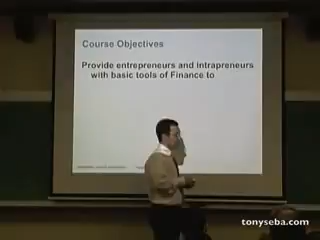 Course Objectives
Provide entrepreneurs and intrapreneurs
with basic tools of Finance to
tonyseba.com